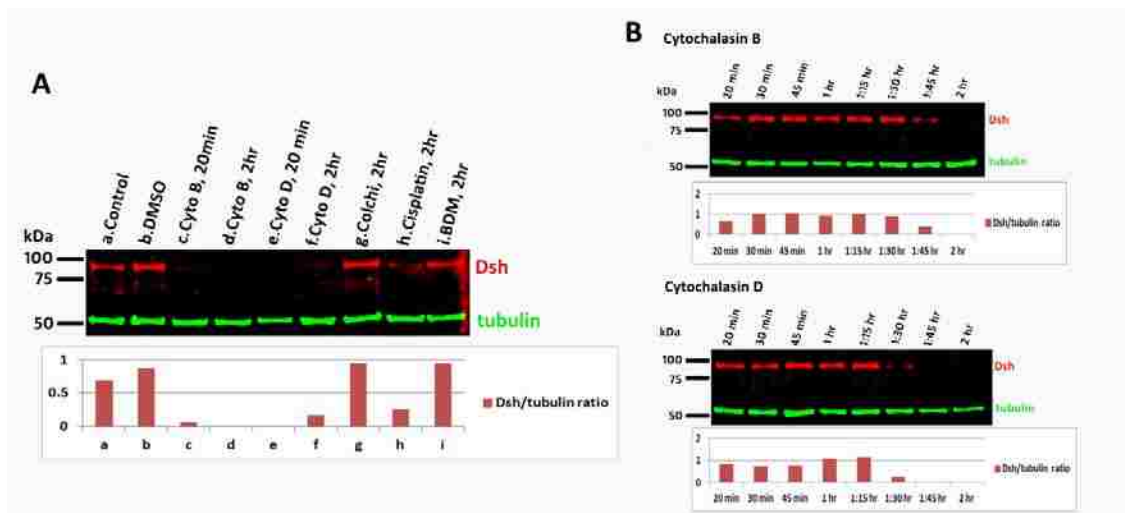 A
a.Control
b.DMSO
c.Cyto B, 20min
d.Cyto B, 2hr
e.Cyto D, 20 min
f.Cyto D, 2hr
g.Colchi, 2hr
h.Cisplatin, 2hr
i.BDM, 2hr
kDa
100
75
50
Dsh
tubulin
1
0.5
0
Dsh/tubulin ratio
a b c d e f g h i
B
Cytochalasin B
20 min 30 min 45 min 1 hr 1:15 hr 1:30 hr 1:45 hr 2 hr
kDa
100
75
50
Dsh
tubulin
2
1
0
Dsh/tubulin ratio
20 min 30 min 45 min 1 hr 1:15 hr 1:30 hr 1:45 hr 2 hr
Cytochalasin D
20 min 30 min 45 min 1 hr 1:15 hr 1:30 hr 1:45 hr 2 hr
kDa
100
75
50
Dsh
tubulin
2
1
0
Dsh/tubulin ratio
20 min 30 min 45 min 1 hr 1:15 hr 1:30 hr 1:45 hr 2 hr